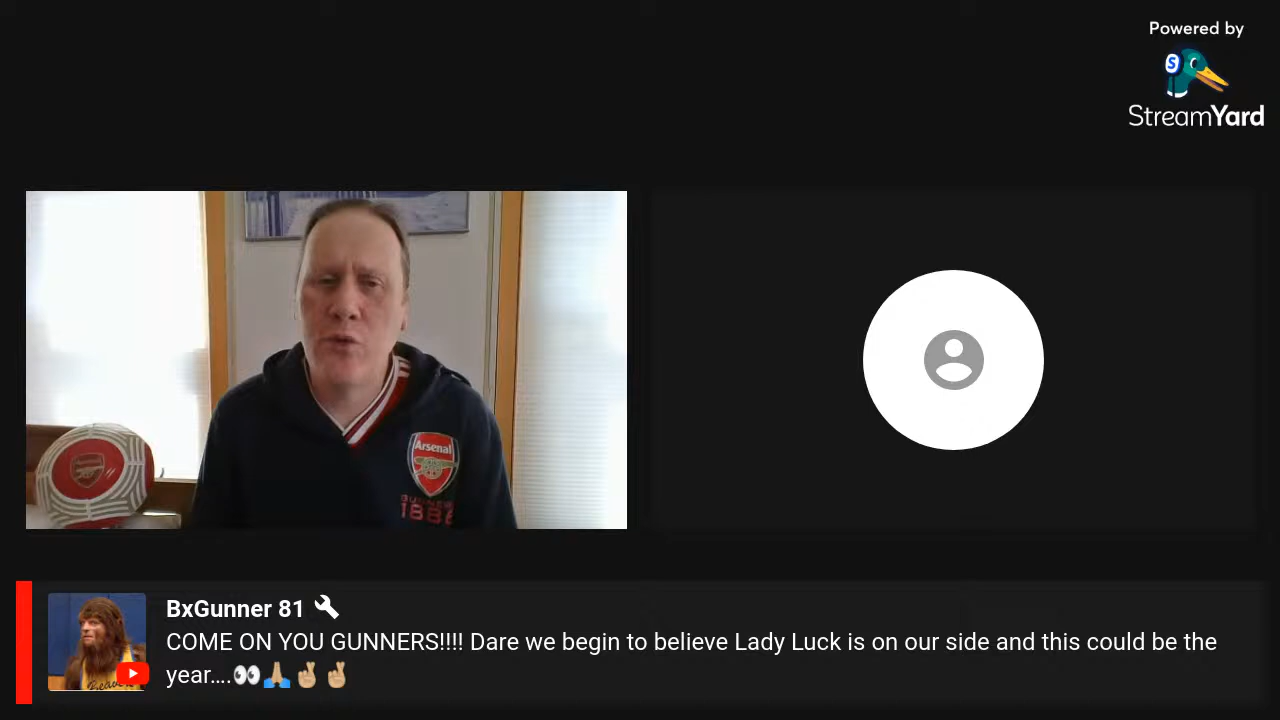 Powered by
StreamYard
Arsenal
1886
BxGunner 81
COME ON YOU GUNNERS!!!! Dare we begin to believe Lady Luck is on our side and this could be the
year....👀🙏🏼🤞🏼🤞🏼